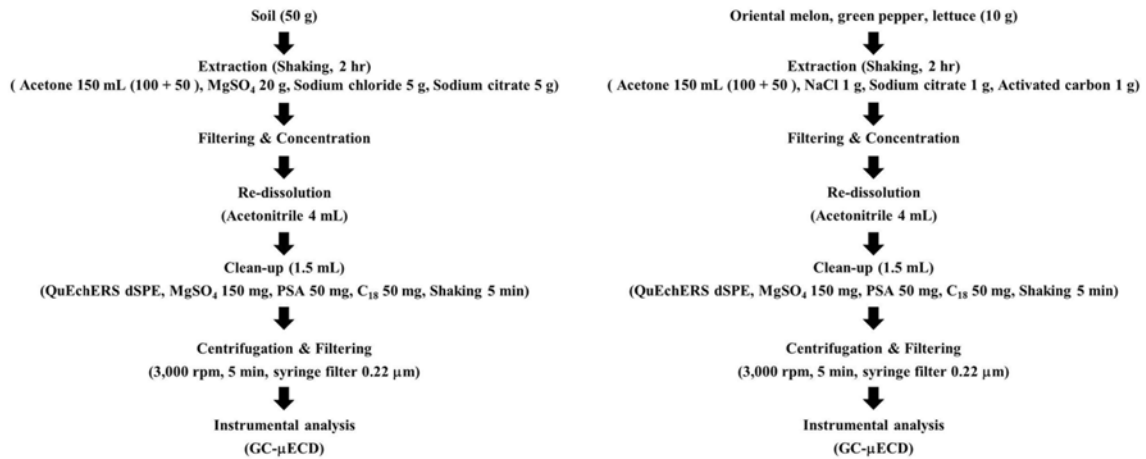 Soil (50 g)
Extraction (Shaking, 2 hr)
( Acetone 150 mL (100 + 50), MgSO₄ 20 g, Sodium chloride 5 g, Sodium citrate 5 g)
Filtering & Concentration
Re-dissolution
(Acetonitrile 4 mL)
Clean-up (1.5 mL)
(QuEchERS dSPE, MgSO₄ 150 mg, PSA 50 mg, C₁₈ 50 mg, Shaking 5 min)
Centrifugation & Filtering
(3,000 rpm, 5 min, syringe filter 0.22 μm)
Instrumental analysis
(GC-μECD)
Oriental melon, green pepper, lettuce (10 g)
Extraction (Shaking, 2 hr)
( Acetone 150 mL (100 + 50), NaCl 1 g, Sodium citrate 1 g, Activated carbon 1 g)
Filtering & Concentration
Re-dissolution
(Acetonitrile 4 mL)
Clean-up (1.5 mL)
(QuEchERS dSPE, MgSO₄ 150 mg, PSA 50 mg, C₁₈ 50 mg, Shaking 5 min)
Centrifugation & Filtering
(3,000 rpm, 5 min, syringe filter 0.22 μm)
Instrumental analysis
(GC-μECD)